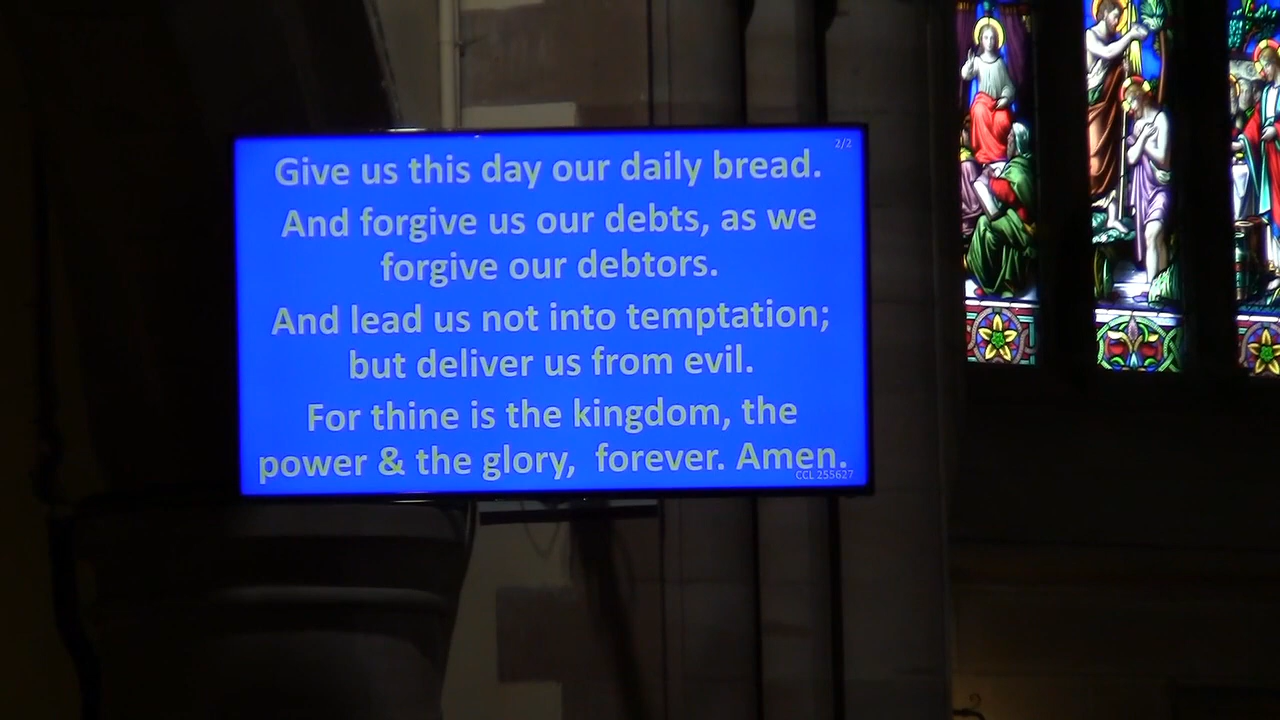 2/2
Give us this day our daily bread.
And forgive us our debts, as we
forgive our debtors.
And lead us not into temptation;
but deliver us from evil.
For thine is the kingdom, the
power & the glory,  forever. Amen.
CCL 255627